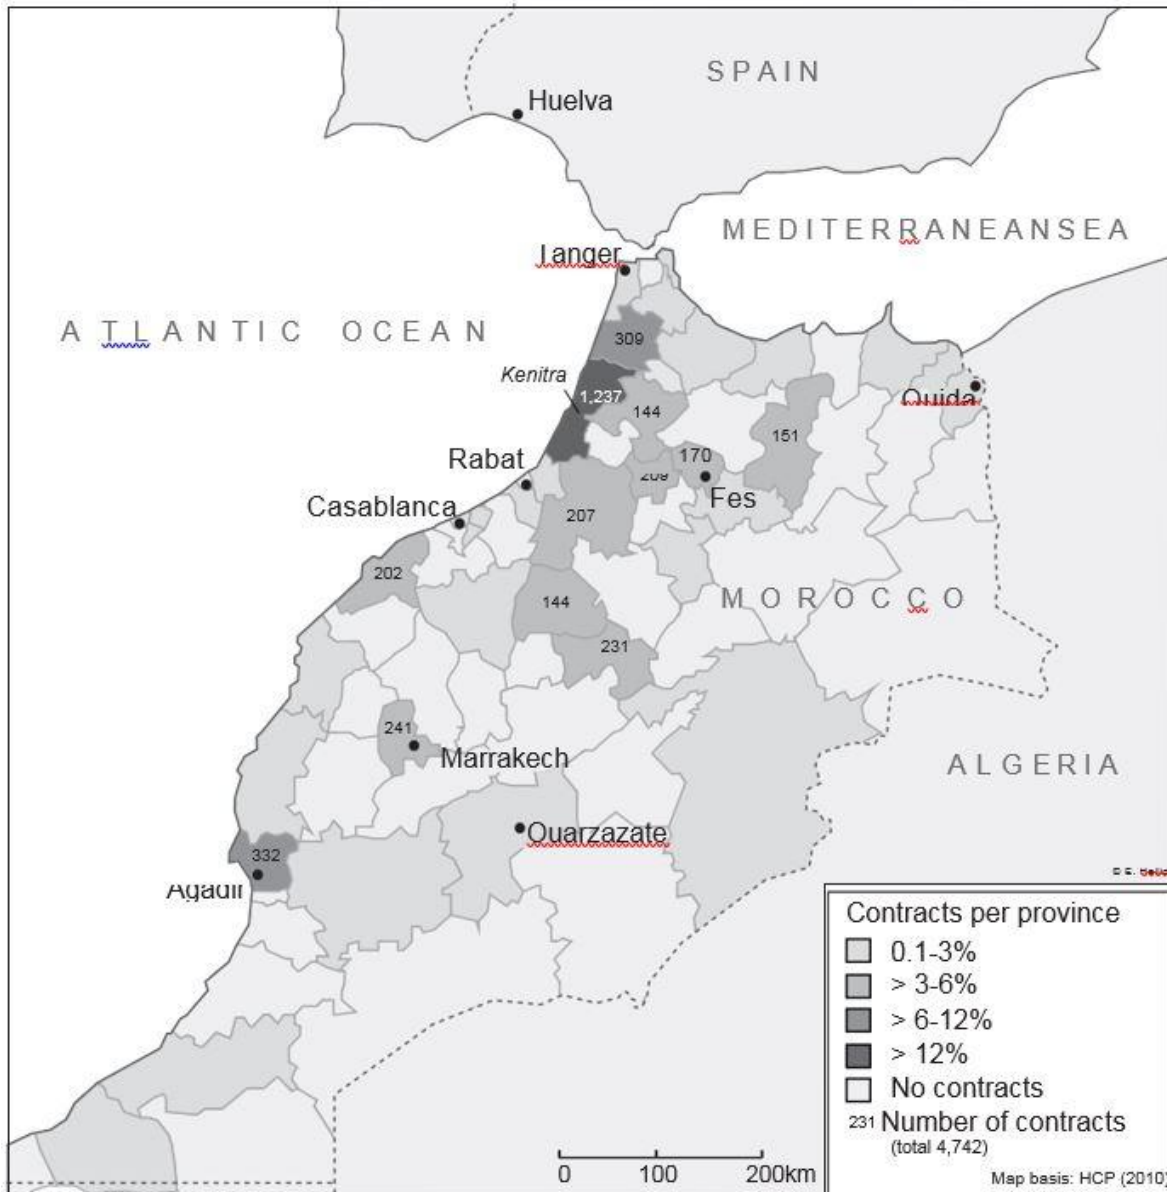 SPAIN
Huelva
MEDITERRANEANSEA
Tanger
ATLANTIC OCEAN
309
Kenitra
1,237
144
Oujda
151
Rabat
170
209
Fes
Casablanca
207
202
144
MOROCCO
231
241
Marrakech
ALGERIA
Ouarzazate
332
Agadir
Contracts per province
0.1-3%
> 3-6%
> 6-12%
> 12%
No contracts
231 Number of contracts
(total 4,742)
0 100 200km
Map basis: HCP (2010)